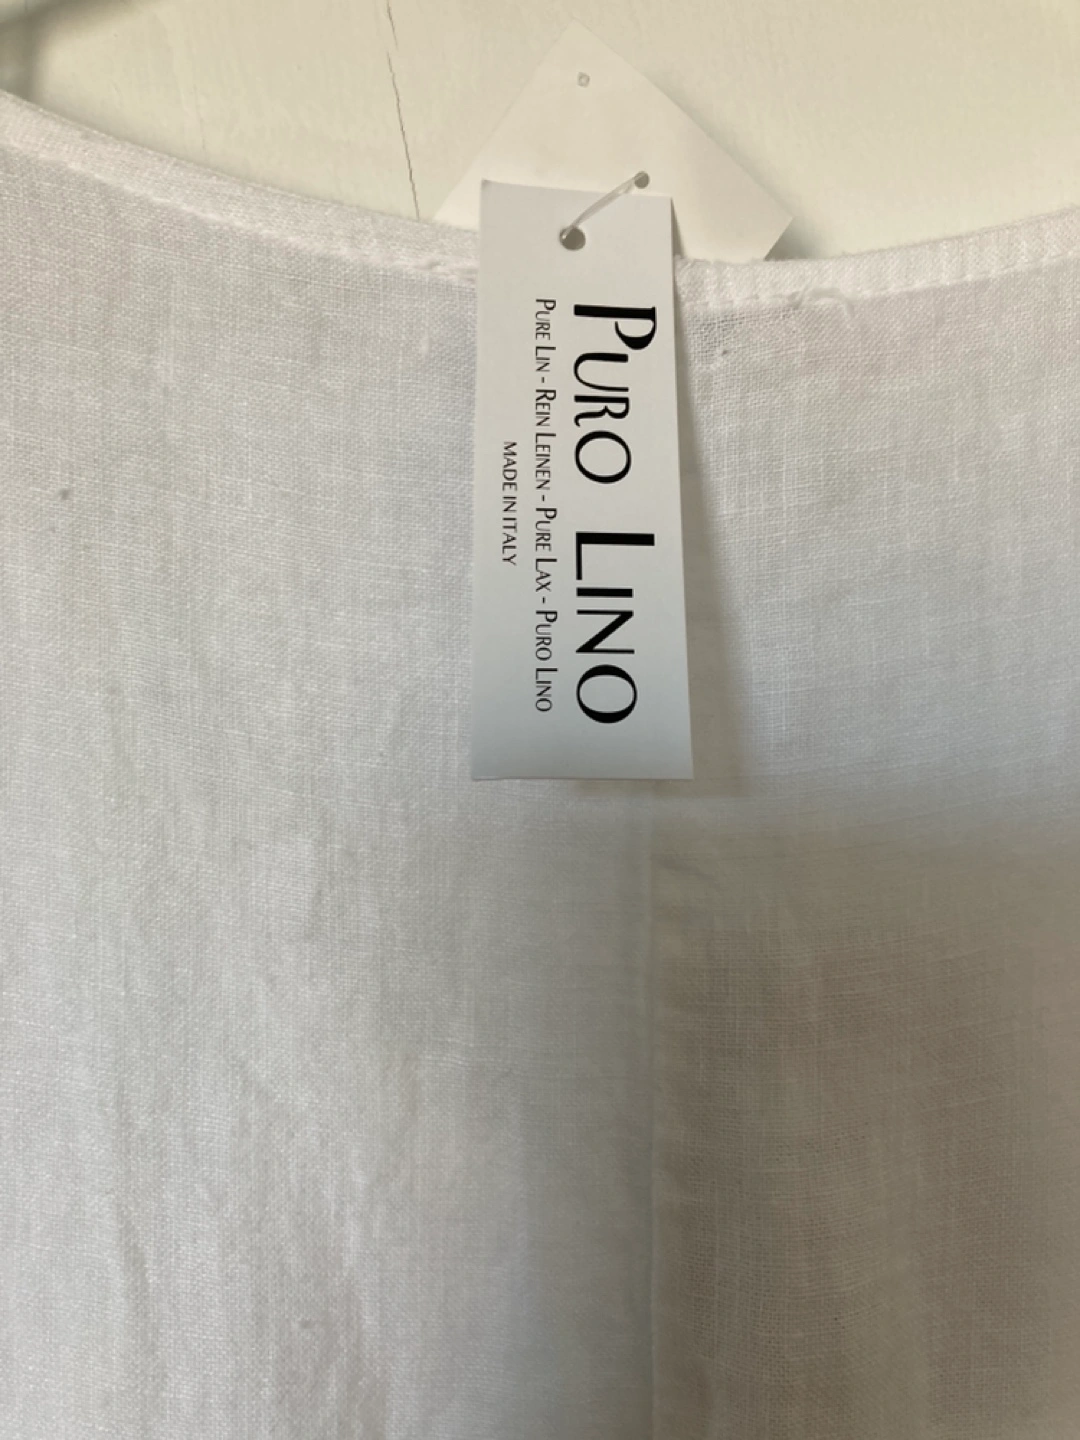 PURO LINO
PURE LIN - REIN LEINEN - PURE LAX - PURO LINO
MADE IN ITALY